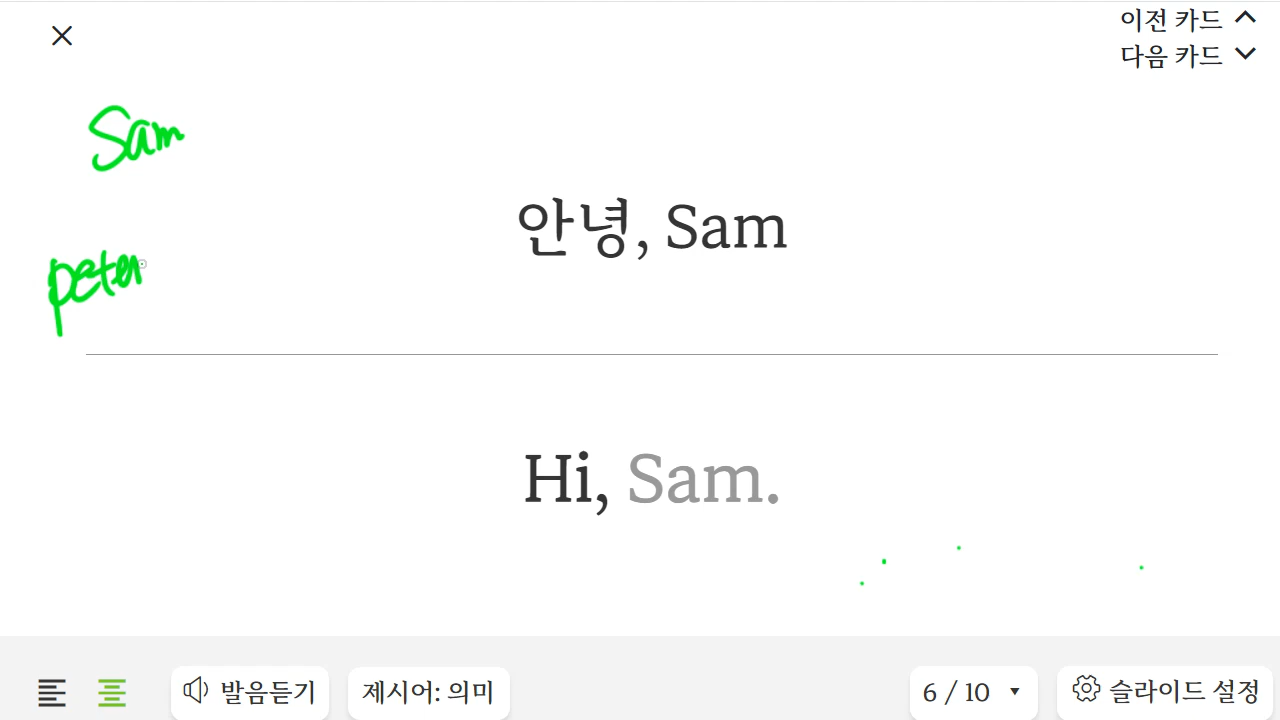 이전 카드
다음 카드
Sam
안녕, Sam
peter
Hi, Sam.
발음듣기
제시어: 의미
6 / 10
슬라이드 설정